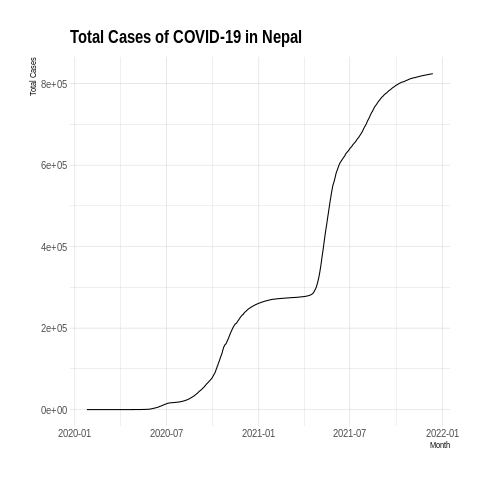 Total Cases of COVID-19 in Nepal
Total Cases
8e+05
6e+05
4e+05
2e+05
0e+00
2020-01 2020-07 2021-01 2021-07 2022-01
Month